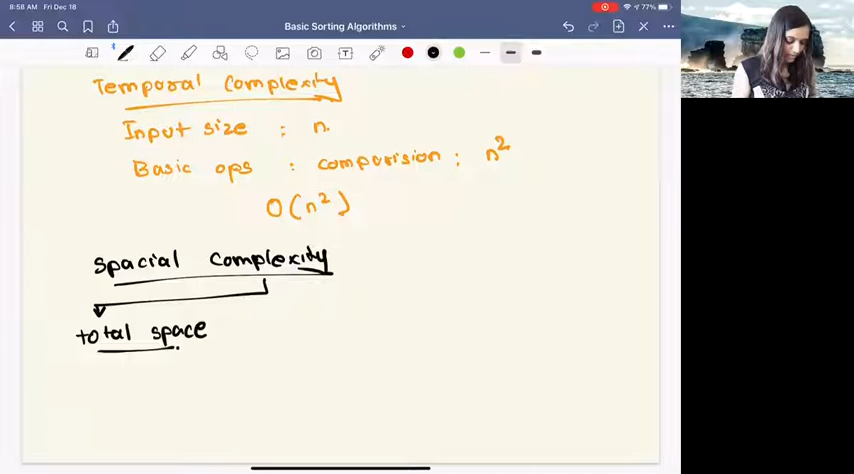 8:58 AM Fri Dec 18
77%
Basic Sorting Algorithms
T
Temporal Complexity
Input size : n.
Basic ops : comparision : n²
O(n²)
spacial complexity
total space